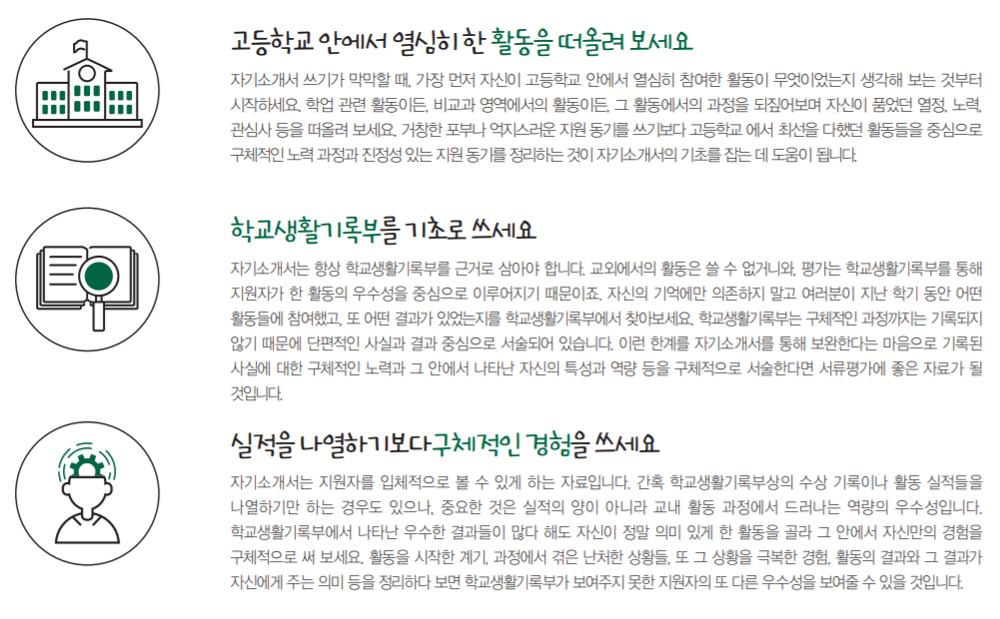 고등학교 안에서 열심히 한 활동을 떠올려 보세요
자기소개서 쓰기가 막막할 때, 가장 먼저 자신이 고등학교 안에서 열심히 참여한 활동이 무엇이었는지 생각해 보는 것부터
시작하세요. 학업 관련 활동이든, 비교과 영역에서의 활동이든, 그 활동에서의 과정을 되짚어보며 자신이 품었던 열정, 노력,
관심사 등을 떠올려 보세요. 거창한 포부나 억지스러운 지원 동기를 쓰기보다 고등학교 에서 최선을 다했던 활동들을 중심으로
구체적인 노력 과정과 진정성 있는 지원 동기를 정리하는 것이 자기소개서의 기초를 잡는 데 도움이 됩니다.
학교생활기록부를 기초로 쓰세요
자기소개서는 항상 학교생활기록부를 근거로 삼아야 합니다. 교외에서의 활동은 쓸 수 없거니와, 평가는 학교생활기록부를 통해
지원자가 한 활동의 우수성을 중심으로 이루어지기 때문이죠. 자신의 기억에만 의존하지 말고 여러분이 지난 학기 동안 어떤
활동들에 참여했고, 또 어떤 결과가 있었는지를 학교생활기록부에서 찾아보세요. 학교생활기록부는 구체적인 과정까지는 기록되지
않기 때문에 단편적인 사실과 결과 중심으로 서술되어 있습니다. 이런 한계를 자기소개서를 통해 보완한다는 마음으로 기록된
사실에 대한 구체적인 노력과 그 안에서 나타난 자신의 특성과 역량 등을 구체적으로 서술한다면 서류평가에 좋은 자료가 될
것입니다.
실적을 나열하기보다 구체적인 경험을 쓰세요
자기소개서는 지원자를 입체적으로 볼 수 있게 하는 자료입니다. 간혹 학교생활기록부상의 수상 기록이나 활동 실적들을
나열하기만 하는 경우도 있으나, 중요한 것은 실적의 양이 아니라 교내 활동 과정에서 드러나는 역량의 우수성입니다.
학교생활기록부에서 나타난 우수한 결과들이 많다 해도 자신이 정말 의미 있게 한 활동을 골라 그 안에서 자신만의 경험을
구체적으로 써 보세요. 활동을 시작한 계기, 과정에서 겪은 난처한 상황들, 또 그 상황을 극복한 경험, 활동의 결과와 그 결과가
자신에게 주는 의미 등을 정리하다 보면 학교생활기록부가 보여주지 못한 지원자의 또 다른 우수성을 보여줄 수 있을 것입니다.